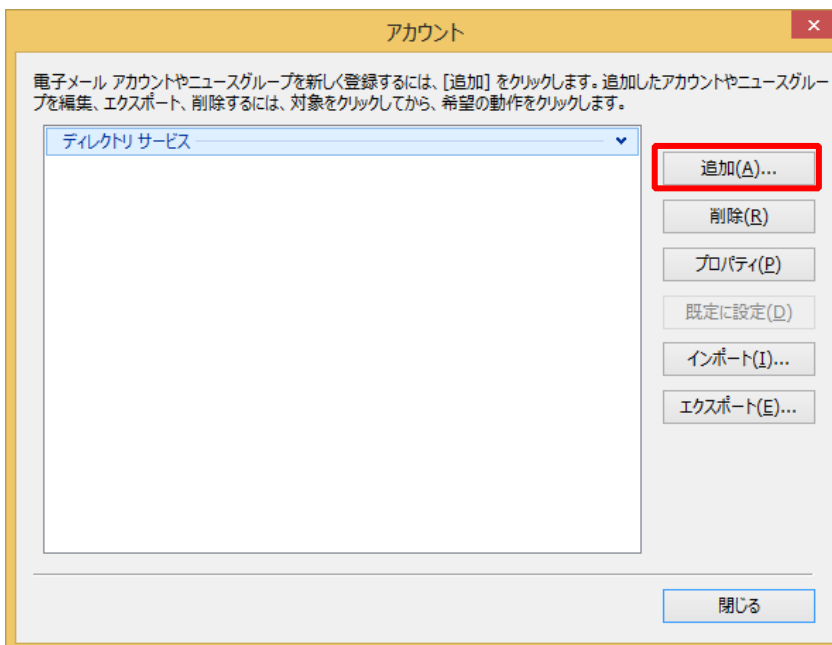 アカウント
電子メール アカウントやニュースグループを新しく登録するには、[追加] をクリックします。追加したアカウントやニュースグルー
プを編集、エクスポート、削除するには、対象をクリックしてから、希望の動作をクリックします。
ディレクトリ サービス
追加(A)...
削除(R)
プロパティ(P)
既定に設定(D)
インポート(I)...
エクスポート(E)...
閉じる